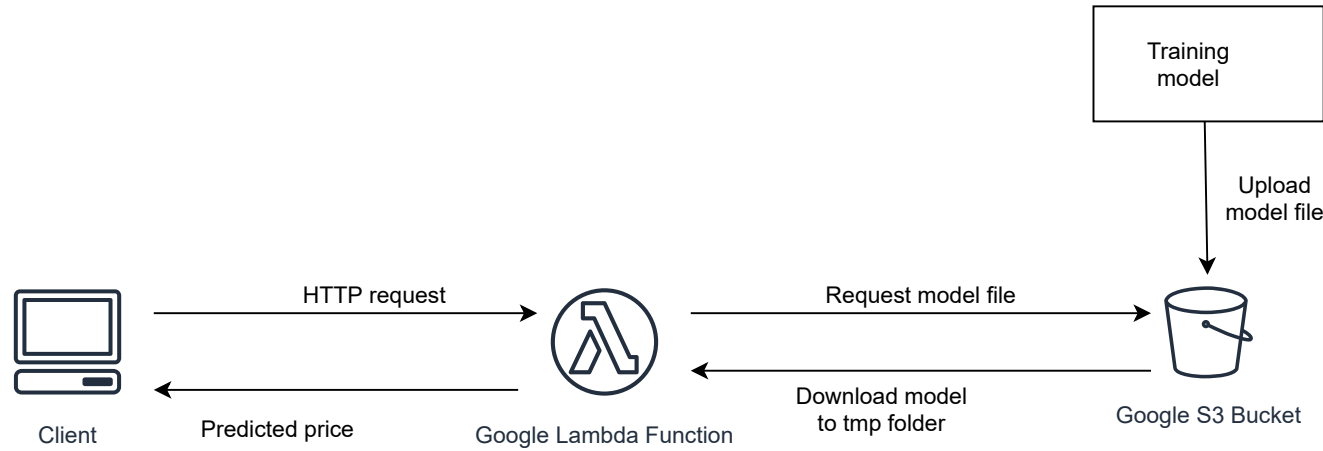 Training
model
Upload
model file
HTTP request
Request model file
Download model
to tmp folder
Predicted price
Client
Google Lambda Function
Google S3 Bucket